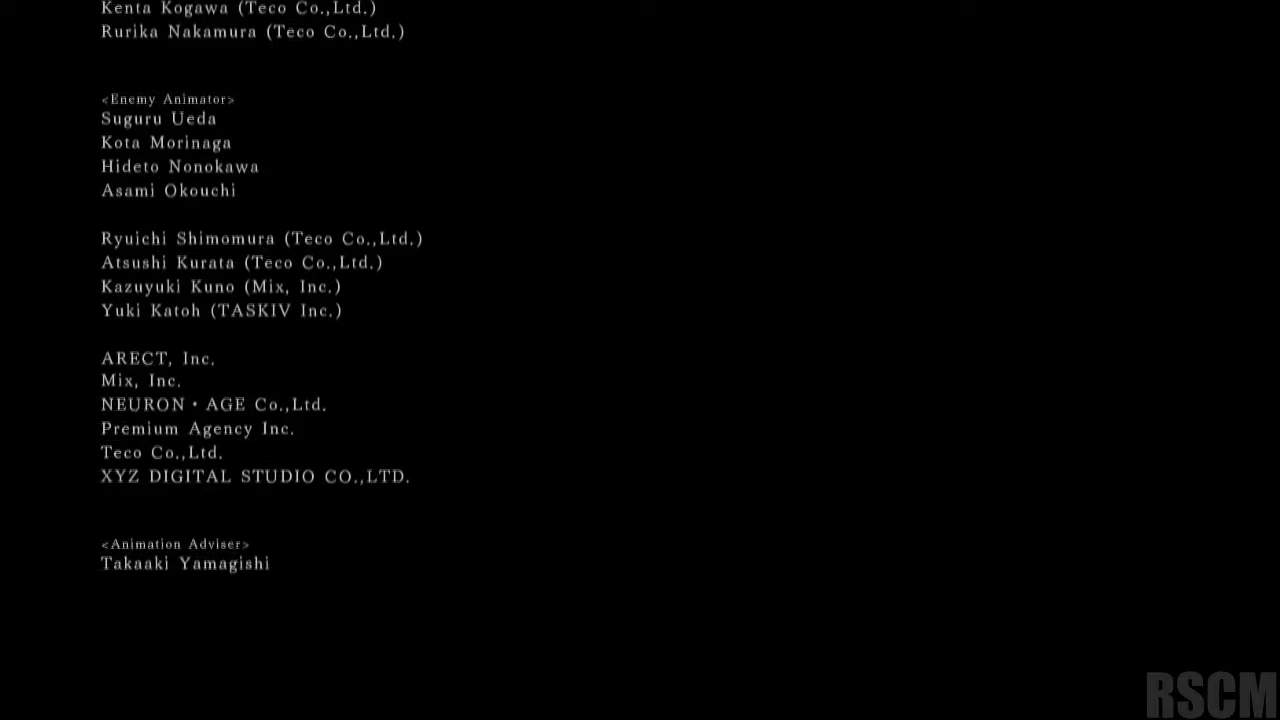 Kenta Kogawa (Teco Co.,Ltd.)
Rurika Nakamura (Teco Co.,Ltd.)
<Enemy Animator>
Suguru Ueda
Kota Morinaga
Hideto Nonokawa
Asami Okouchi
Ryuichi Shimomura (Teco Co.,Ltd.)
Atsushi Kurata (Teco Co.,Ltd.)
Kazuyuki Kuno (Mix, Inc.)
Yuki Katoh (TASKIV Inc.)
ARECT, Inc.
Mix, Inc.
NEURON・AGE Co.,Ltd.
Premium Agency Inc.
Teco Co.,Ltd.
XYZ DIGITAL STUDIO CO.,LTD.
<Animation Adviser>
Takaaki Yamagishi
RSCM